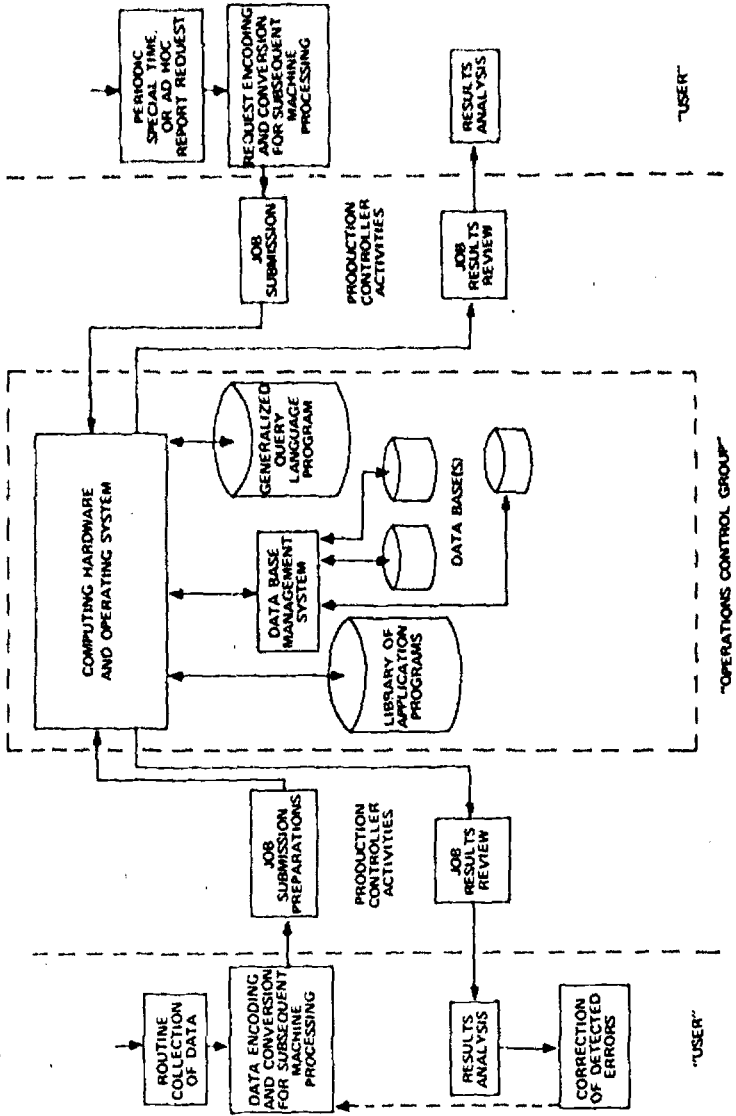 ROUTINE
COLLECTION
OF DATA
DATA ENCODING
AND CONVERSION
FOR SUBSEQUENT
MACHINE
PROCESSING
RESULTS
ANALYSIS
CORRECTION
OF DETECTED
ERRORS
"USER"
JOB
SUBMISSION
PREPARATIONS
PRODUCTION
CONTROLLER
ACTIVITIES
JOB
RESULTS
REVIEW
COMPUTING HARDWARE
AND OPERATING SYSTEM
LIBRARY OF
APPLICATION
PROGRAMS
DATA BASE
MANAGEMENT
SYSTEM
GENERALIZED
QUERY
LANGUAGE
PROGRAM
DATA BASE(S)
"OPERATIONS CONTROL GROUP"
JOB
SUBMISSION
PRODUCTION
CONTROLLER
ACTIVITIES
JOB
RESULTS
REVIEW
PERIODIC
SPECIAL TIME,
OR AD HOC
REPORT REQUEST
REQUEST ENCODING
AND CONVERSION
FOR SUBSEQUENT
MACHINE
PROCESSING
RESULTS
ANALYSIS
"USER"